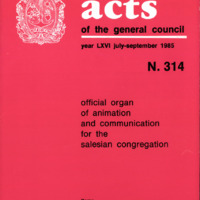 acts
of the general council
year LXVI july-september 1985
N. 314
official organ
of animation
and communication
for the
salesian congregation